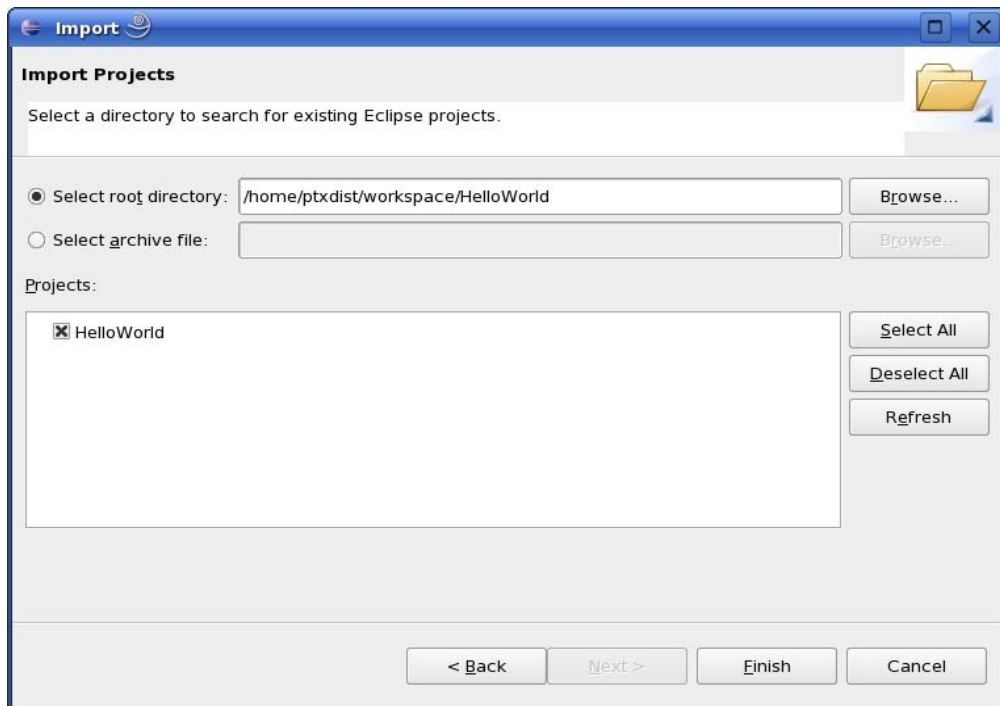 Import
Import Projects
Select a directory to search for existing Eclipse projects.
Select root directory: /home/ptxdist/workspace/HelloWorld Browse...
Select archive file: Browse...
Projects:
HelloWorld
Select All
Deselect All
Refresh
< Back Next > Finish Cancel